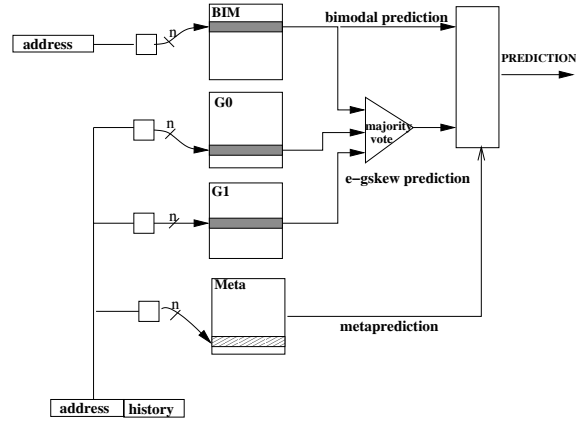 BIM
bimodal prediction
n
address
PREDICTION
G0
n
majority
vote
e-gskew prediction
G1
n
Meta
n
metaprediction
address history